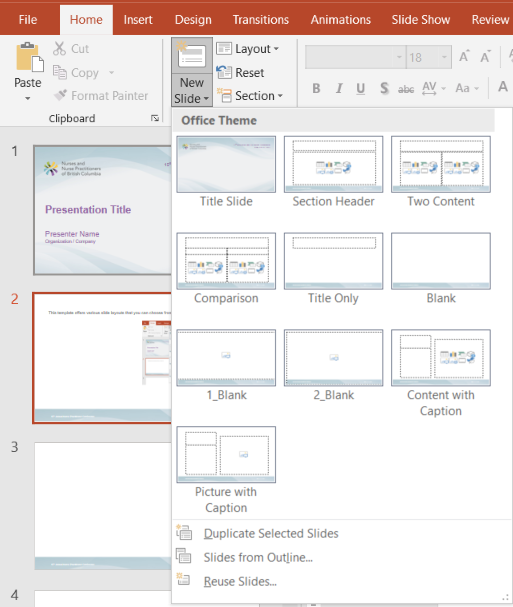 File Home Insert Design Transitions Animations Slide Show Review
Paste
Cut
Copy
Format Painter
Clipboard
New
Slide
Layout
Reset
Section
18
B I U S abc AV Aa A
Office Theme
Title Slide Section Header Two Content
Comparison Title Only Blank
1_Blank 2_Blank Content with
Caption
Picture with
Caption
Duplicate Selected Slides
Slides from Outline...
Reuse Slides...
1
Nurses and
Nurse Practitioners
of British Columbia
Presentation Title
Presenter Name
Organization / Company
2
This template offers various slide layouts that you can choose
3
4